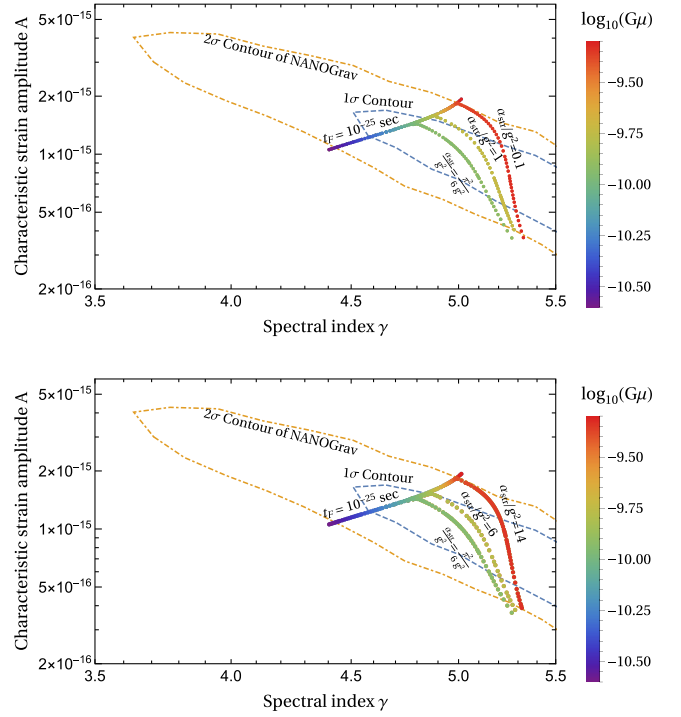 log₁₀(Gμ)
5×10⁻¹⁵
2σ Contour of NANOGrav
-9.50
2×10⁻¹⁵
1σ Contour
-9.75
t_F = 10⁻²⁵ sec
α_str/g²=1
α_str/g²=0.1
1×10⁻¹⁵
-10.00
α_str/g² = π²/6 g²
5×10⁻¹⁶
-10.25
2×10⁻¹⁶
-10.50
3.5 4.0 4.5 5.0 5.5
Characteristic strain amplitude A
Spectral index γ
log₁₀(Gμ)
5×10⁻¹⁵
2σ Contour of NANOGrav
-9.50
2×10⁻¹⁵
1σ Contour
-9.75
t_F = 10⁻²⁵ sec
α_str/g²=6
α_str/g²=14
1×10⁻¹⁵
-10.00
5×10⁻¹⁶
-10.25
2×10⁻¹⁶
-10.50
3.5 4.0 4.5 5.0 5.5
Characteristic strain amplitude A
Spectral index γ